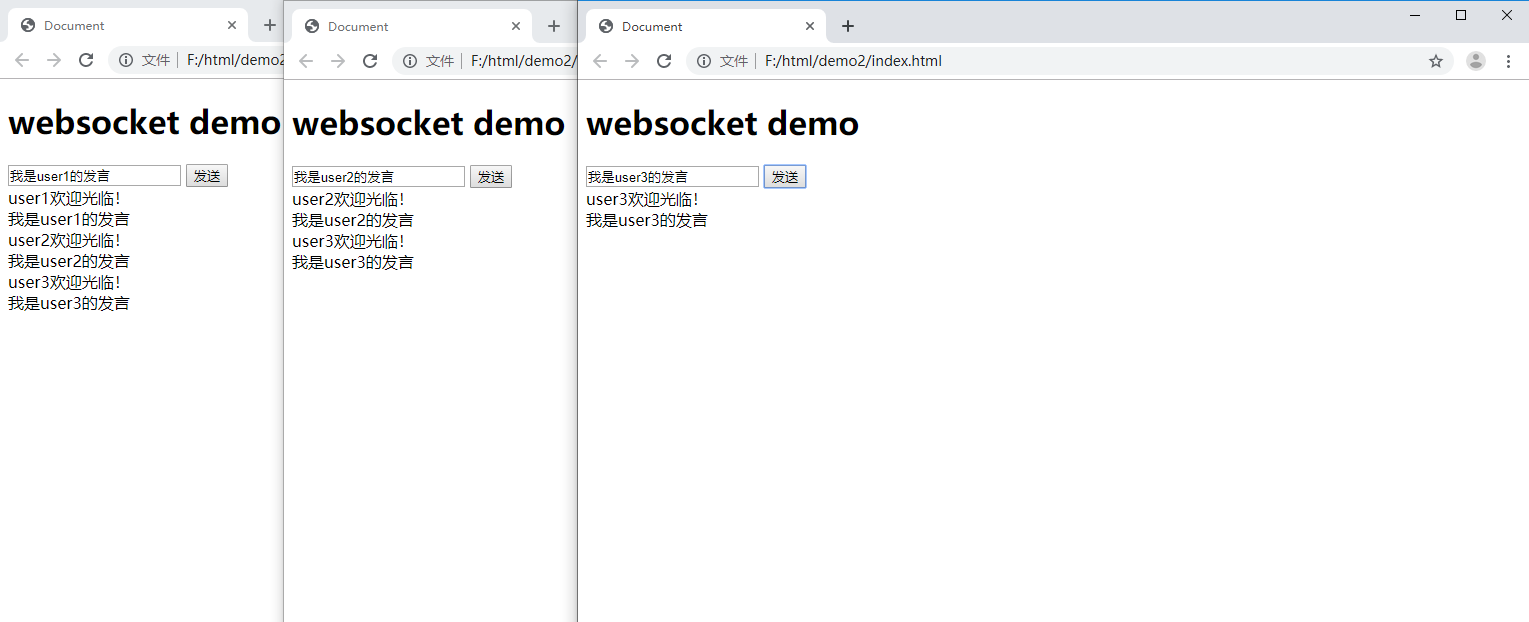 Document
文件 F:/html/demo2
websocket demo
我是user1的发言 发送
user1欢迎光临！
我是user1的发言
user2欢迎光临！
我是user2的发言
user3欢迎光临！
我是user3的发言
Document
文件 F:/html/demo2/
websocket demo
我是user2的发言 发送
user2欢迎光临！
我是user2的发言
user3欢迎光临！
我是user3的发言
Document
文件 F:/html/demo2/index.html
websocket demo
我是user3的发言 发送
user3欢迎光临！
我是user3的发言